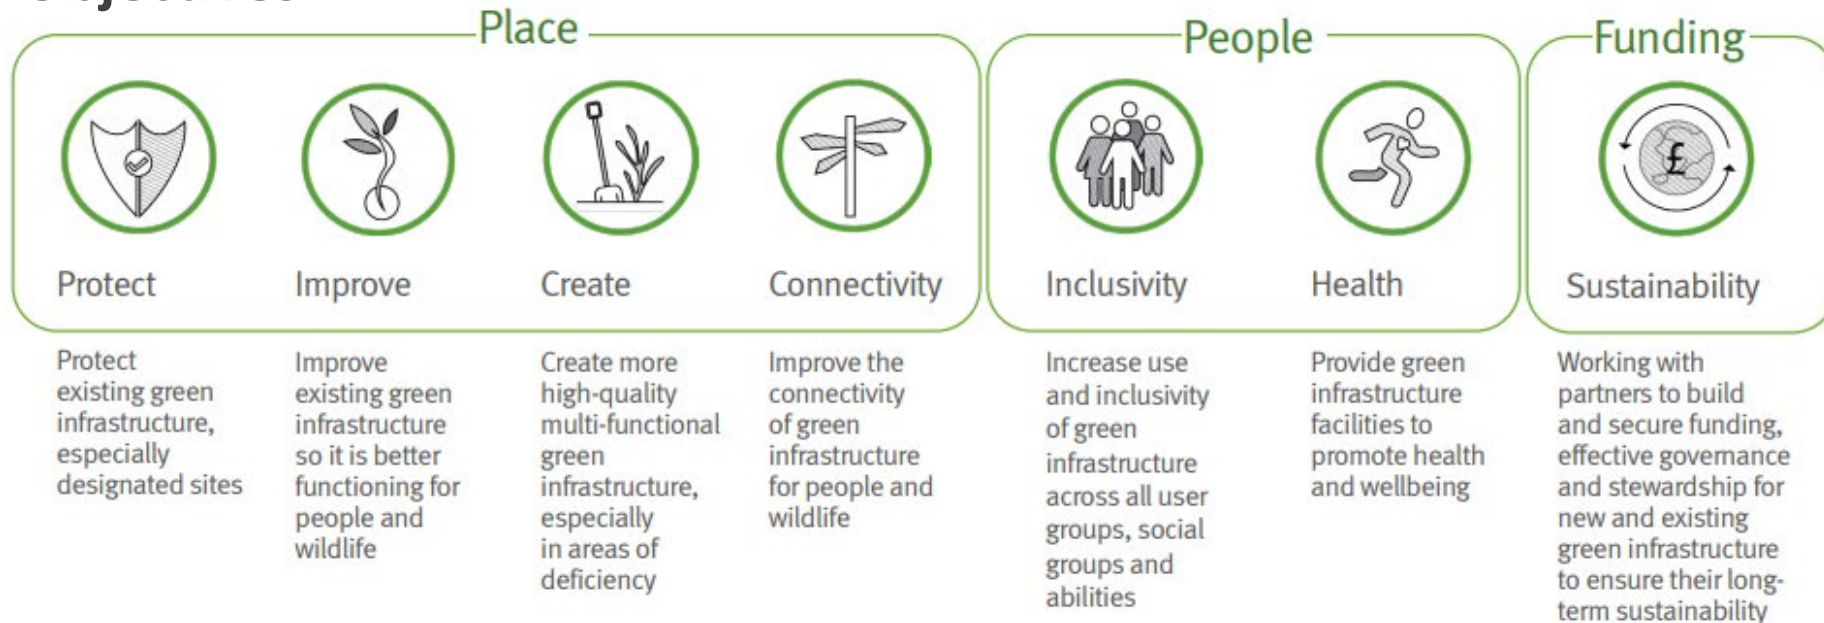 Place
People
Funding
Protect
Improve
Create
Connectivity
Inclusivity
Health
£
Sustainability
Protect
existing green
infrastructure,
especially
designated sites
Improve
existing green
infrastructure
so it is better
functioning for
people and
wildlife
Create more
high-quality
multi-functional
green
infrastructure,
especially
in areas of
deficiency
Improve the
connectivity
of green
infrastructure
for people and
wildlife
Increase use
and inclusivity
of green
infrastructure
across all user
groups, social
groups and
abilities
Provide green
infrastructure
facilities to
promote health
and wellbeing
Working with
partners to build
and secure funding,
effective governance
and stewardship for
new and existing
green infrastructure
to ensure their long-
term sustainability